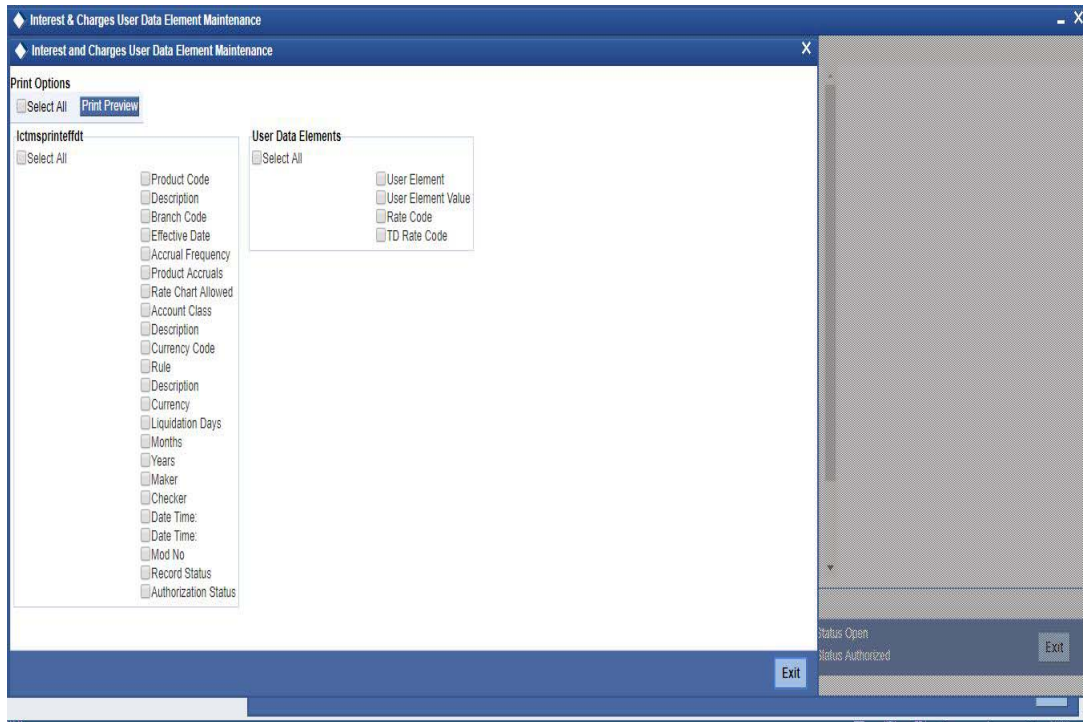 Interest & Charges User Data Element Maintenance
Interest and Charges User Data Element Maintenance X
Print Options
Select All Print Preview
Ictmsprinteffdt
Select All
Product Code
Description
Branch Code
Effective Date
Accrual Frequency
Product Accruals
Rate Chart Allowed
Account Class
Description
Currency Code
Rule
Description
Currency
Liquidation Days
Months
Years
Maker
Checker
Date Time:
Date Time:
Mod No
Record Status
Authorization Status
User Data Elements
Select All
User Element
User Element Value
Rate Code
TD Rate Code
Status Open
Status Authorized
Exit
Exit